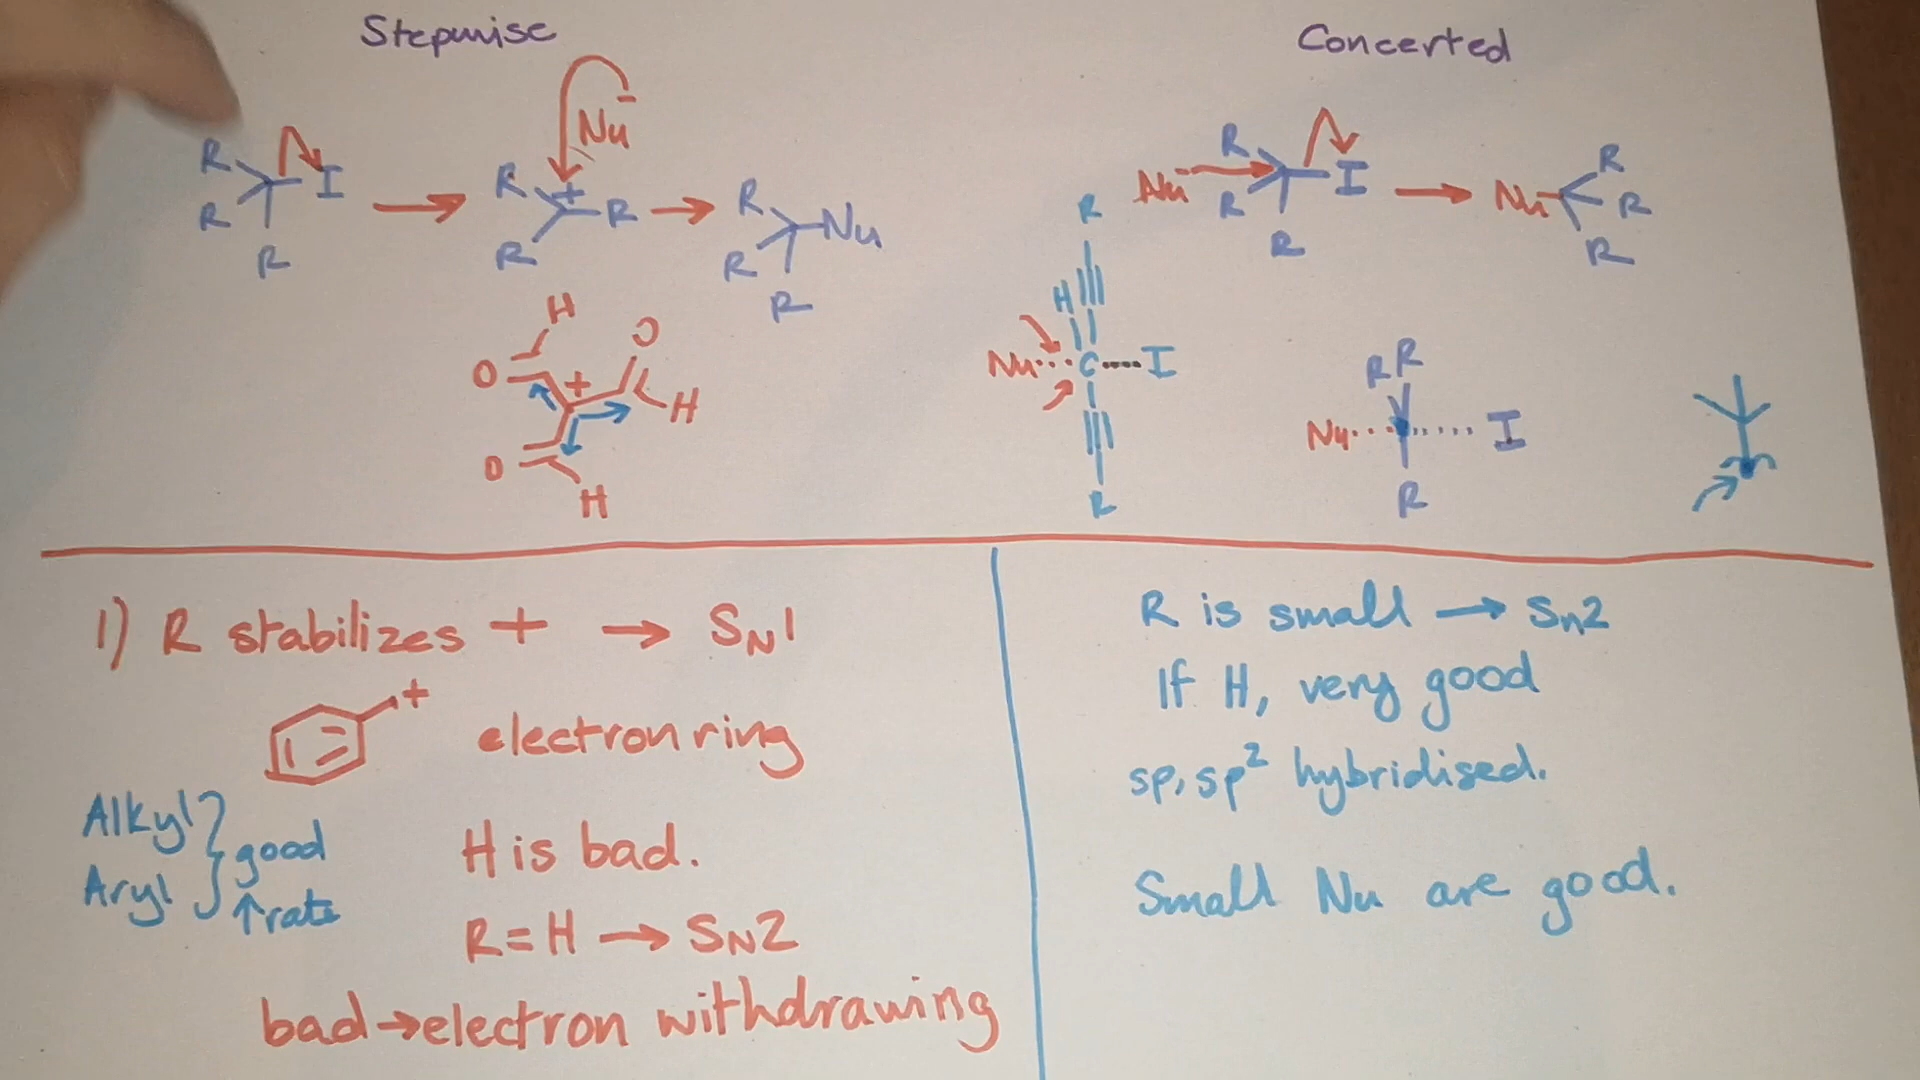 Stepwise
Concerted
R R R I
Nu-
R R R +
R R R Nu
Nu- R R R I
Nu R R R
H O
O + H
O H
R
H
Nu C I
R
R R
Nu I
R
1) R stabilizes + → SN1
+ electron ring
Alkyl
Aryl
good
↑rate
H is bad.
R=H → SN2
bad→electron withdrawing
R is small → Sn2
If H, very good
sp, sp² hybridised.
Small Nu are good.